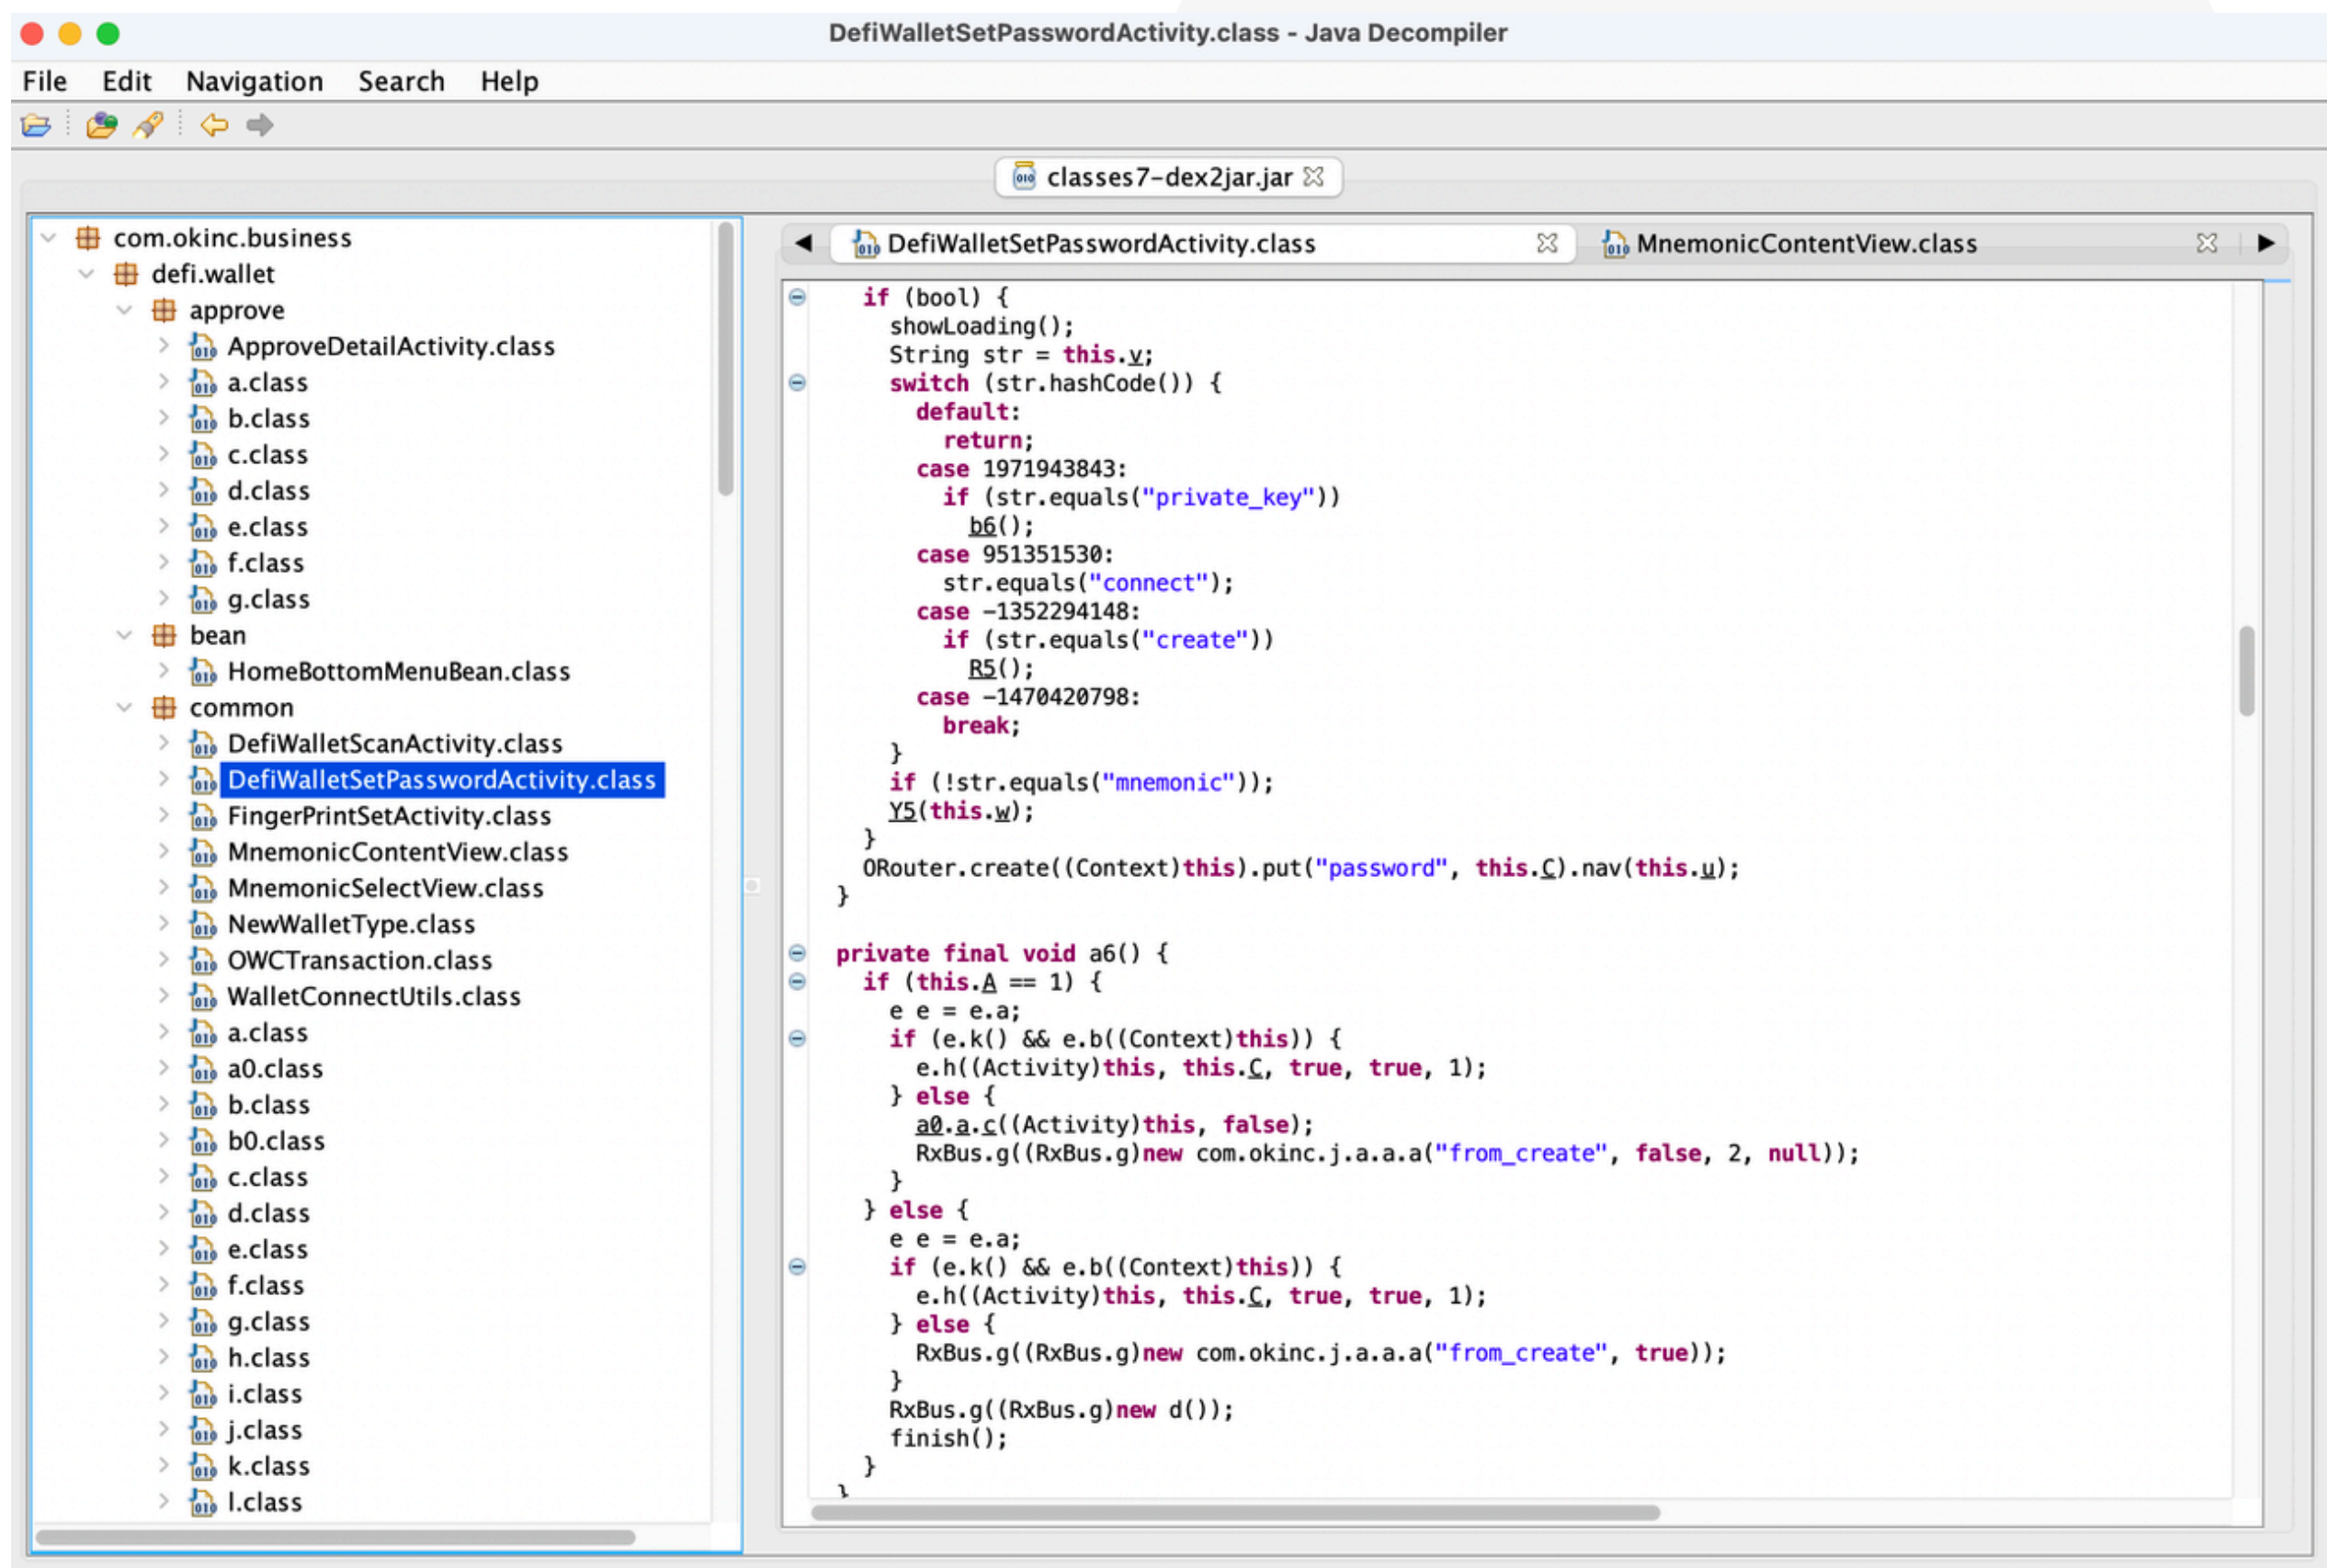 DefiWalletSetPasswordActivity.class - Java Decompiler
File Edit Navigation Search Help
classes7-dex2jar.jar
com.okinc.business
defi.wallet
approve
ApproveDetailActivity.class
a.class
b.class
c.class
d.class
e.class
f.class
g.class
bean
HomeBottomMenuBean.class
common
DefiWalletScanActivity.class
DefiWalletSetPasswordActivity.class
FingerPrintSetActivity.class
MnemonicContentView.class
MnemonicSelectView.class
NewWalletType.class
OWCTransaction.class
WalletConnectUtils.class
a.class
a0.class
b.class
b0.class
c.class
d.class
e.class
f.class
g.class
h.class
i.class
j.class
k.class
l.class
DefiWalletSetPasswordActivity.class MnemonicContentView.class
if (bool) {
showLoading();
String str = this.v;
switch (str.hashCode()) {
default:
return;
case 1971943843:
if (str.equals("private_key"))
b6();
case 951351530:
str.equals("connect");
case -1352294148:
if (str.equals("create"))
R5();
case -1470420798:
break;
}
if (!str.equals("mnemonic"));
Y5(this.w);
}
ORouter.create((Context)this).put("password", this.C).nav(this.u);
}
private final void a6() {
if (this.A == 1) {
e e = e.a;
if (e.k() && e.b((Context)this)) {
e.h((Activity)this, this.C, true, true, 1);
} else {
a0.a.c((Activity)this, false);
RxBus.g((RxBus.g)new com.okinc.j.a.a.a("from_create", false, 2, null));
}
} else {
e e = e.a;
if (e.k() && e.b((Context)this)) {
e.h((Activity)this, this.C, true, true, 1);
} else {
RxBus.g((RxBus.g)new com.okinc.j.a.a.a("from_create", true));
}
RxBus.g((RxBus.g)new d());
finish();
}
}